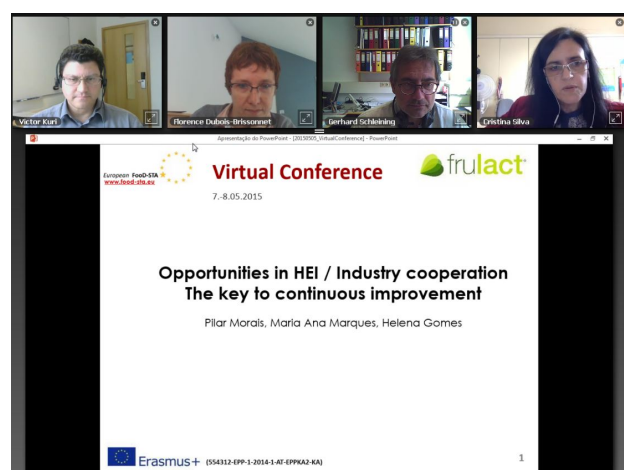 Victor Kuri
Florence Dubois-Brissonnet
Gerhard Schleining
Cristina Silva
Apresentação do PowerPoint - [20150505_VirtualConference] - PowerPoint
European FooD-STA
www.food-sta.eu
Virtual Conference
frulact
7.-8.05.2015
Opportunities in HEI / Industry cooperation
The key to continuous improvement
Pilar Morais, Maria Ana Marques, Helena Gomes
Erasmus+ (554312-EPP-1-2014-1-AT-EPPKA2-KA)
1